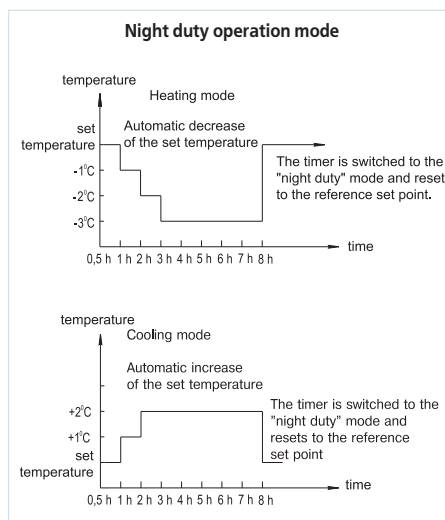 Night duty operation mode
temperature
Heating mode
set
temperature
Automatic decrease
of the set temperature
-1°C
-2°C
-3°C
The timer is switched to the
"night duty" mode and reset
to the reference set point.
time
0,5 h 1 h 2 h 3 h 4 h 5 h 6 h 7 h 8 h
temperature
Cooling mode
Automatic increase
of the set temperature
+2°C
+1°C
set
temperature
The timer is switched to the
"night duty" mode and
resets to the reference
set point
time
0,5 h 1 h 2 h 3 h 4 h 5 h 6 h 7 h 8 h